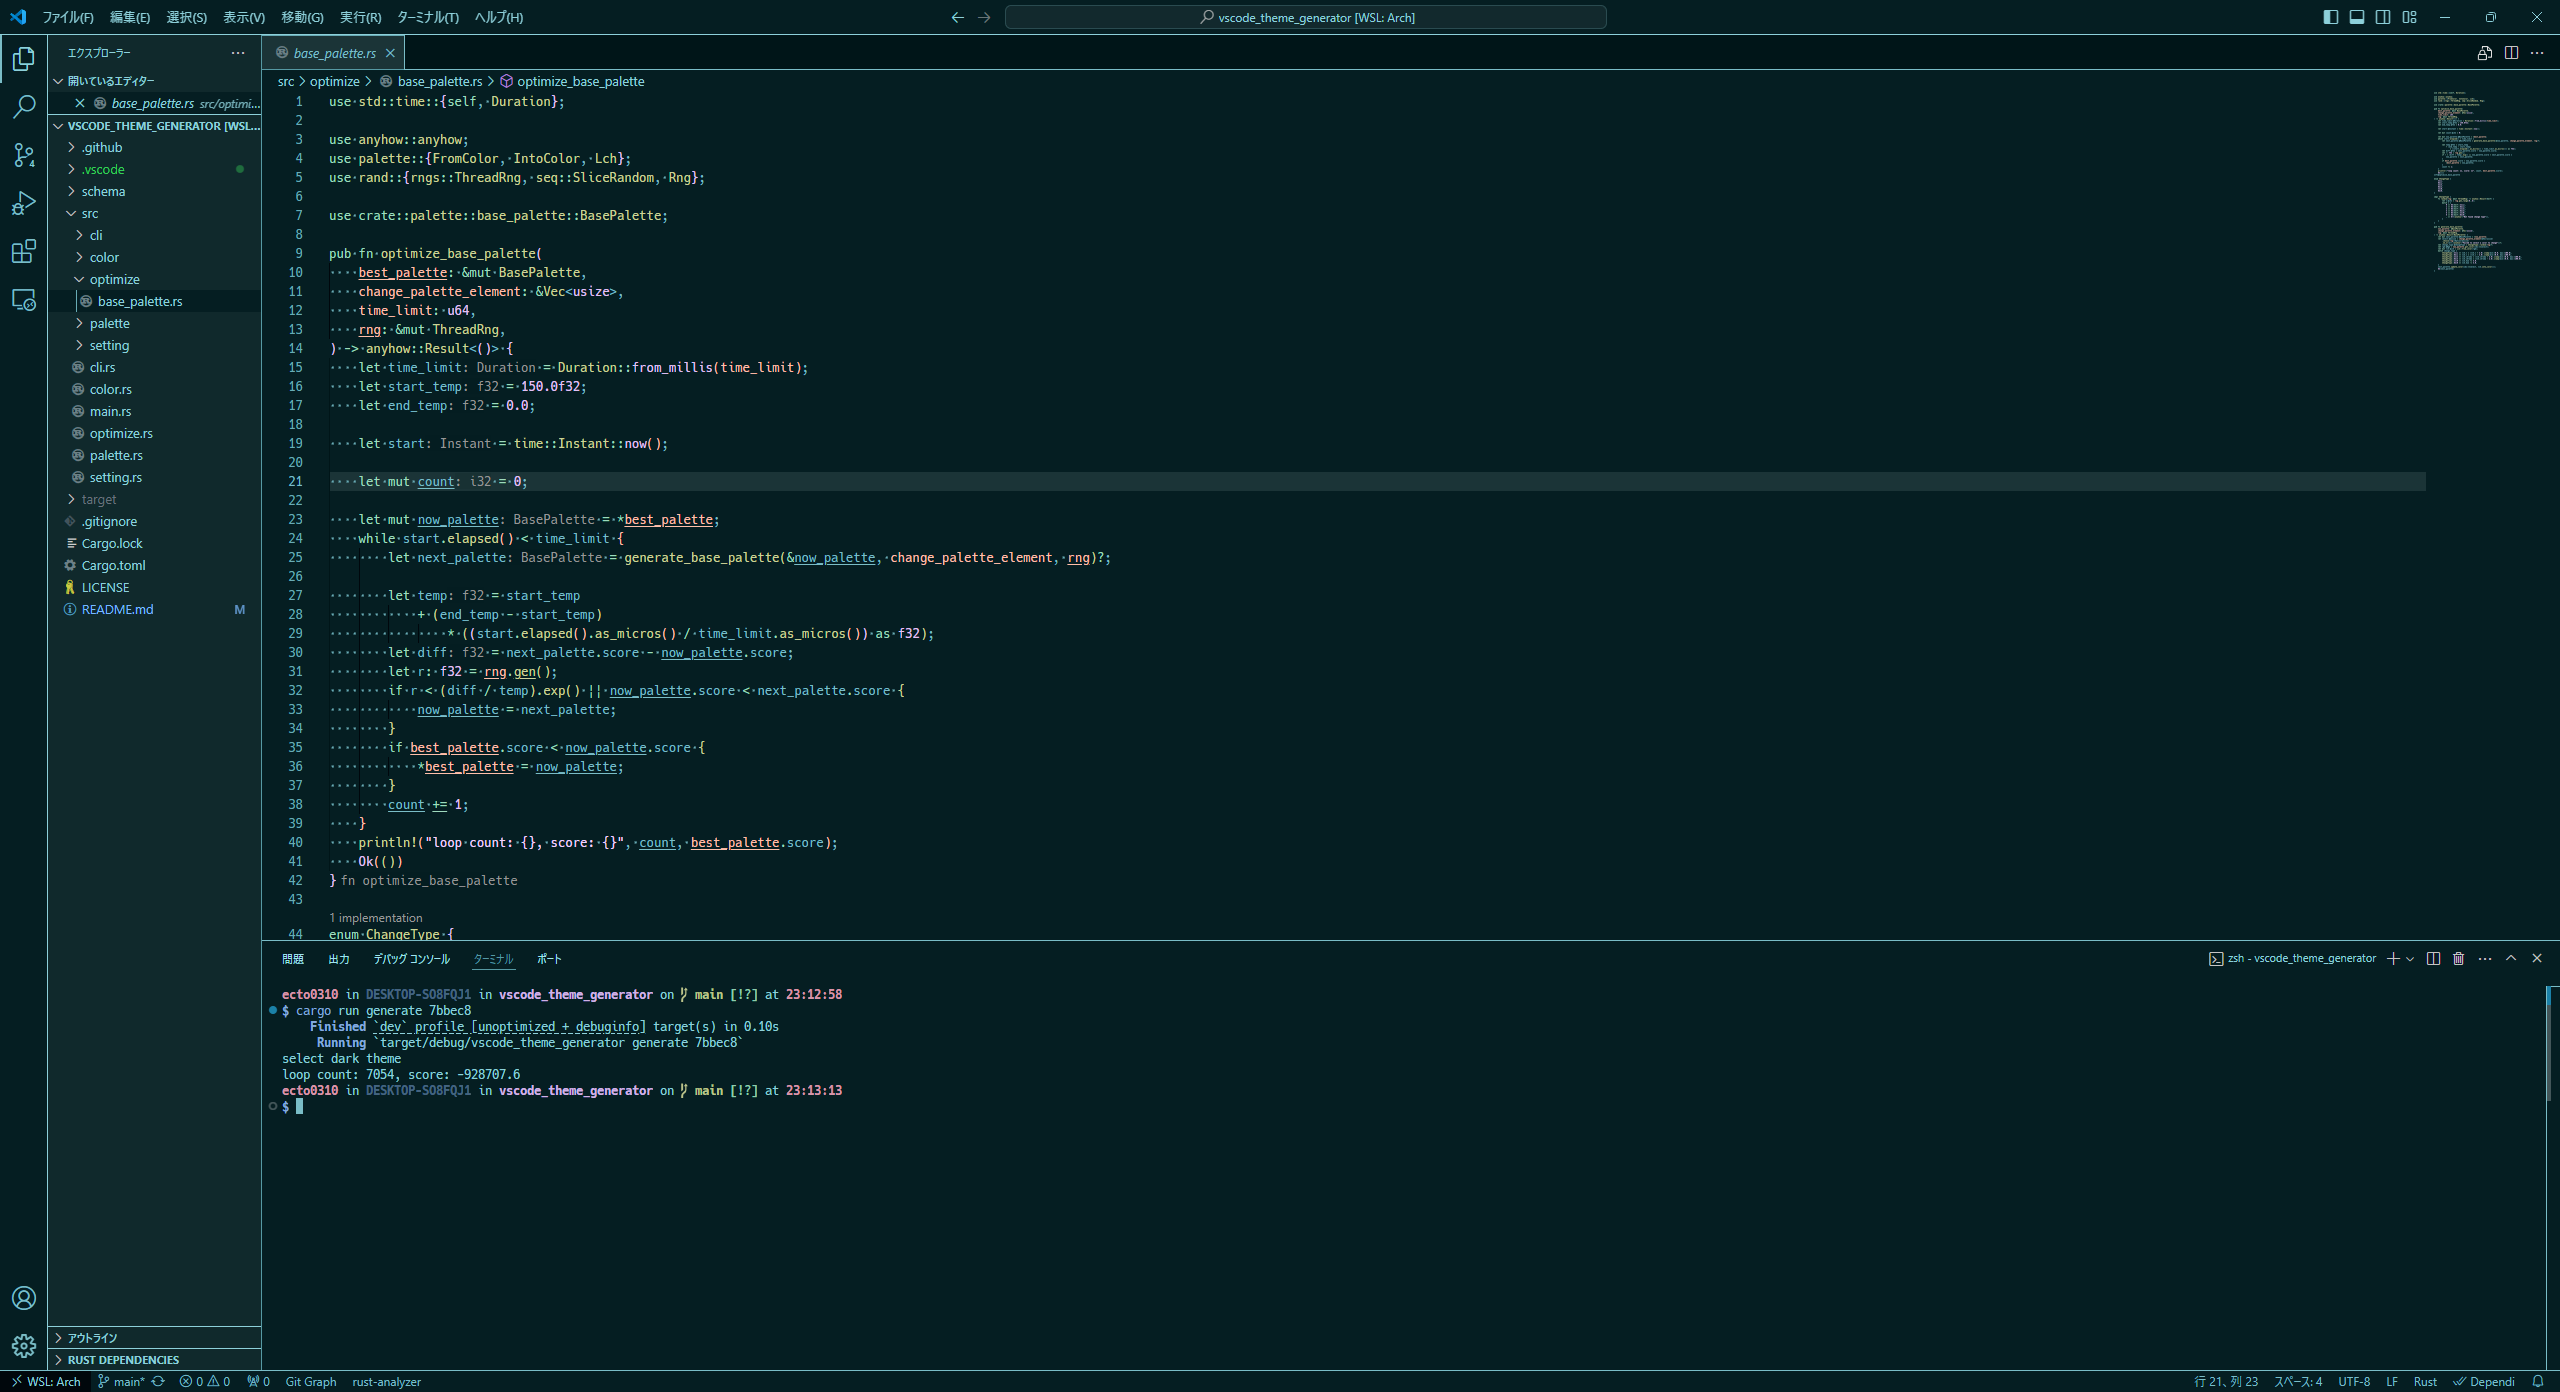 ファイル(F) 編集(E) 選択(S) 表示(V) 移動(G) 実行(R) ターミナル(T) ヘルプ(H)
vscode_theme_generator [WSL: Arch]
エクスプローラー
開いているエディター
base_palette.rs src/optimi...
VSCODE_THEME_GENERATOR [WSL...
.github
.vscode
schema
src
cli
color
optimize
base_palette.rs
palette
setting
cli.rs
color.rs
main.rs
optimize.rs
palette.rs
setting.rs
target
.gitignore
Cargo.lock
Cargo.toml
LICENSE
README.md M
アウトライン
RUST DEPENDENCIES
4
base_palette.rs
src > optimize > base_palette.rs > optimize_base_palette
1 use std::time::{self, Duration};
2
3 use anyhow::anyhow;
4 use palette::{FromColor, IntoColor, Lch};
5 use rand::{rngs::ThreadRng, seq::SliceRandom, Rng};
6
7 use crate::palette::base_palette::BasePalette;
8
9 pub fn optimize_base_palette(
10 best_palette: &mut BasePalette,
11 change_palette_element: &Vec<usize>,
12 time_limit: u64,
13 rng: &mut ThreadRng,
14 ) -> anyhow::Result<()> {
15 let time_limit: Duration = Duration::from_millis(time_limit);
16 let start_temp: f32 = 150.0f32;
17 let end_temp: f32 = 0.0;
18
19 let start: Instant = time::Instant::now();
20
21 let mut count: i32 = 0;
22
23 let mut now_palette: BasePalette = *best_palette;
24 while start.elapsed() < time_limit {
25 let next_palette: BasePalette = generate_base_palette(&now_palette, change_palette_element, rng)?;
26
27 let temp: f32 = start_temp
28 + (end_temp - start_temp)
29 * ((start.elapsed().as_micros() / time_limit.as_micros()) as f32);
30 let diff: f32 = next_palette.score - now_palette.score;
31 let r: f32 = rng.gen();
32 if r < (diff / temp).exp() || now_palette.score < next_palette.score {
33 now_palette = next_palette;
34 }
35 if best_palette.score < now_palette.score {
36 *best_palette = now_palette;
37 }
38 count += 1;
39 }
40 println!("loop count: {}, score: {}", count, best_palette.score);
41 Ok(())
42 } fn optimize_base_palette
43
1 implementation
44 enum ChangeType {
問題 出力 デバッグ コンソール ターミナル ポート
zsh - vscode_theme_generator
ecto0310 in DESKTOP-SO8FQJ1 in vscode_theme_generator on main [!?] at 23:12:58
$ cargo run generate 7bbec8
Finished `dev` profile [unoptimized + debuginfo] target(s) in 0.10s
Running `target/debug/vscode_theme_generator generate 7bbec8`
select dark theme
loop count: 7054, score: -928707.6
ecto0310 in DESKTOP-SO8FQJ1 in vscode_theme_generator on main [!?] at 23:13:13
$
WSL: Arch main* 0 0 0 Git Graph rust-analyzer
行 21、列 23 スペース: 4 UTF-8 LF Rust Dependi